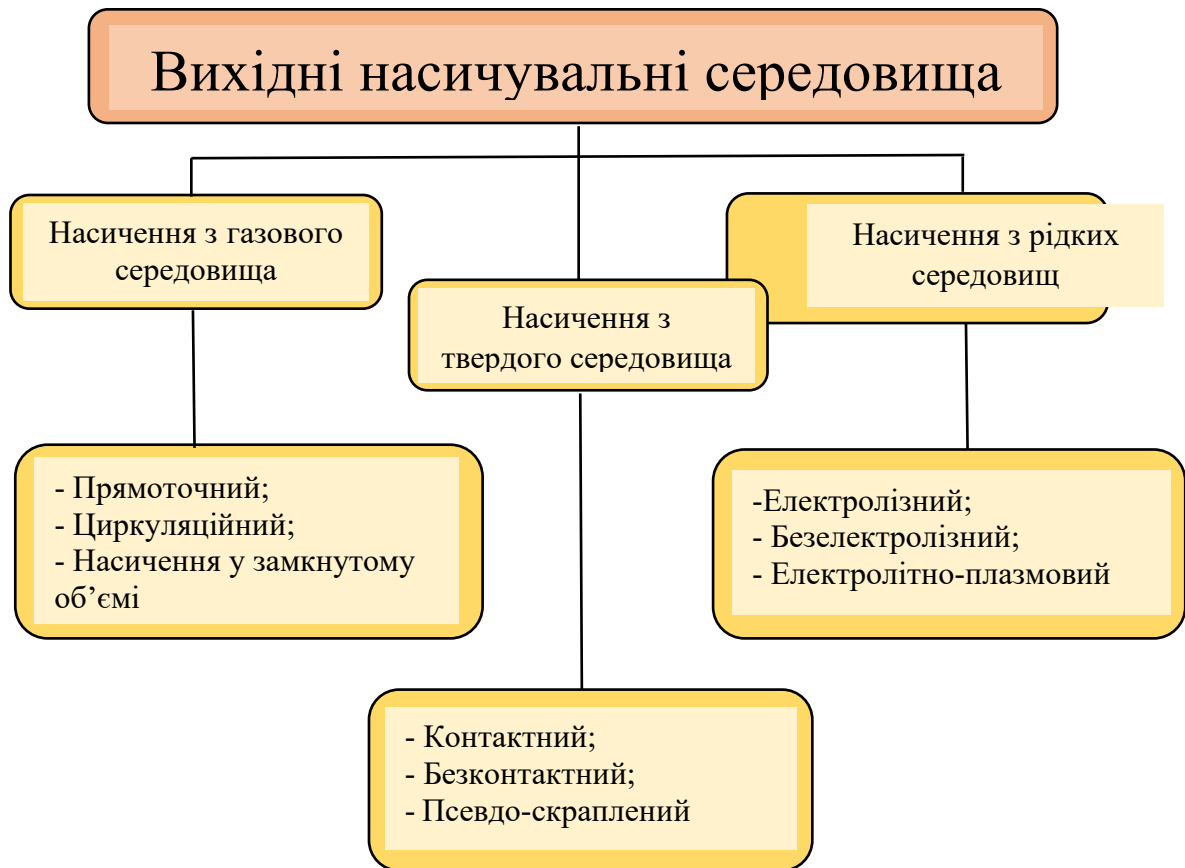 Вихідні насичувальні середовища
Насичення з газового
середовища
Насичення з
твердого середовища
Насичення з рідких
середовищ
- Прямоточний;
- Циркуляційний;
- Насичення у замкнутому
об’ємі
-Електролізний;
- Безелектролізний;
- Електролітно-плазмовий
- Контактний;
- Безконтактний;
- Псевдо-скраплений